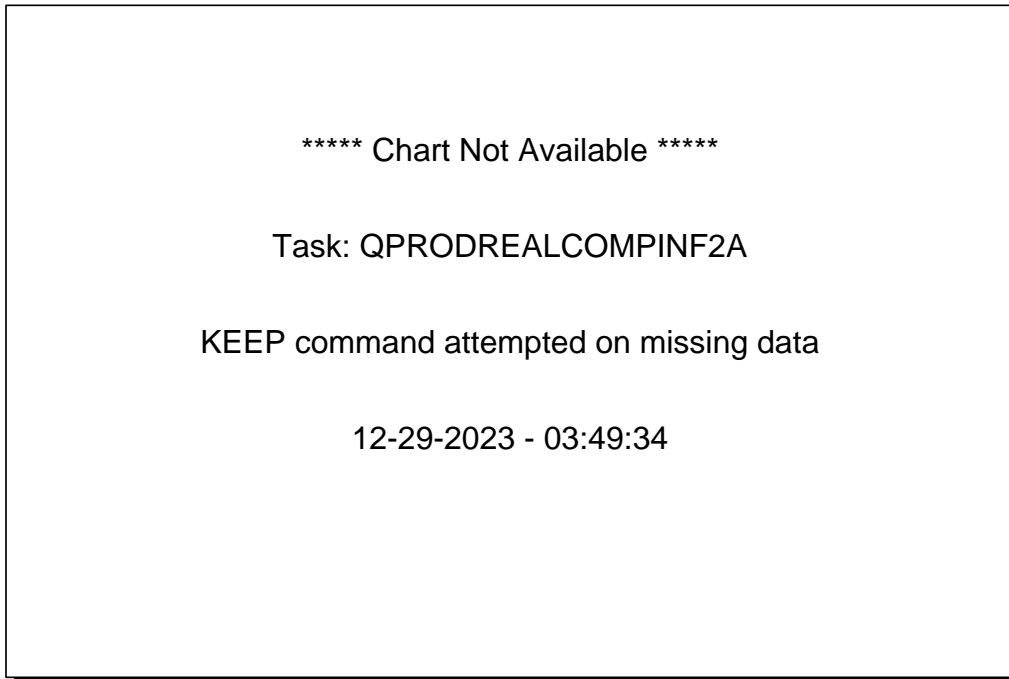 ***** Chart Not Available *****
Task: QPRODREALCOMPINF2A
KEEP command attempted on missing data
12-29-2023 - 03:49:34